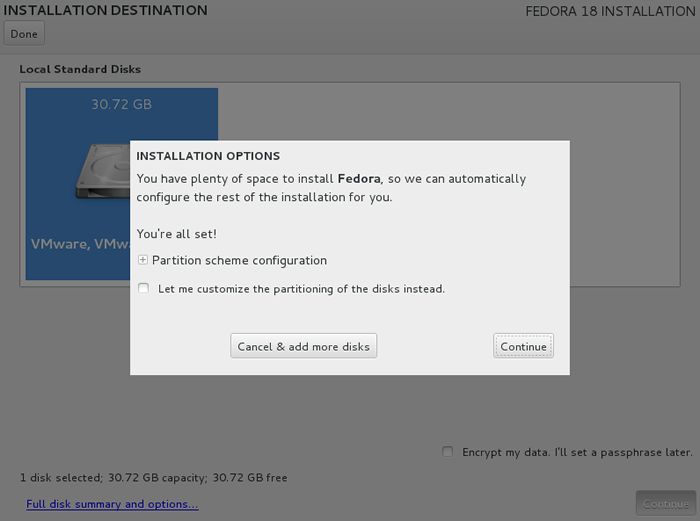 INSTALLATION DESTINATION
FEDORA 18 INSTALLATION
Done
Local Standard Disks
30.72 GB
INSTALLATION OPTIONS
You have plenty of space to install Fedora, so we can automatically
configure the rest of the installation for you.
You're all set!
VMware, VMwa
Partition scheme configuration
Let me customize the partitioning of the disks instead.
Cancel & add more disks
Continue
Encrypt my data. I'll set a passphrase later.
1 disk selected; 30.72 GB capacity; 30.72 GB free
Full disk summary and options...
Continue